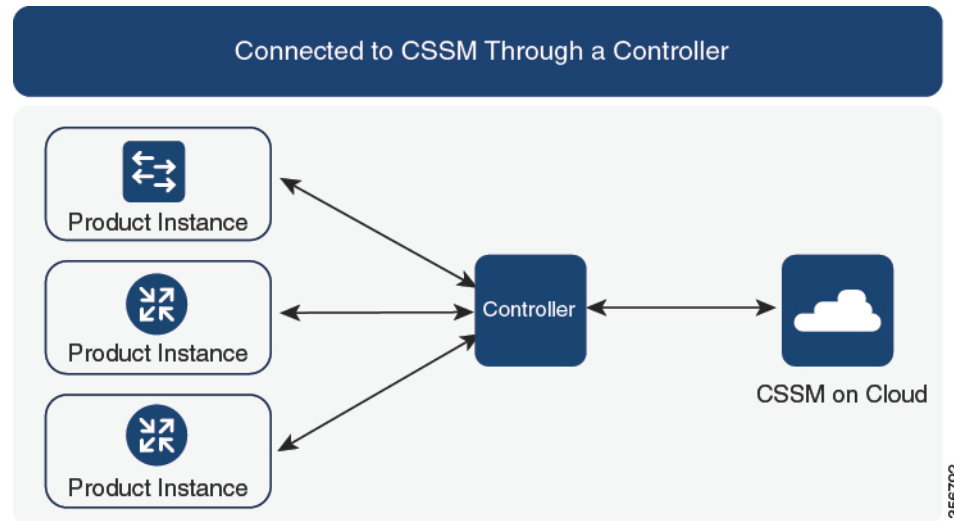 Connected to CSSM Through a Controller
Product Instance
Product Instance
Product Instance
Controller
CSSM on Cloud